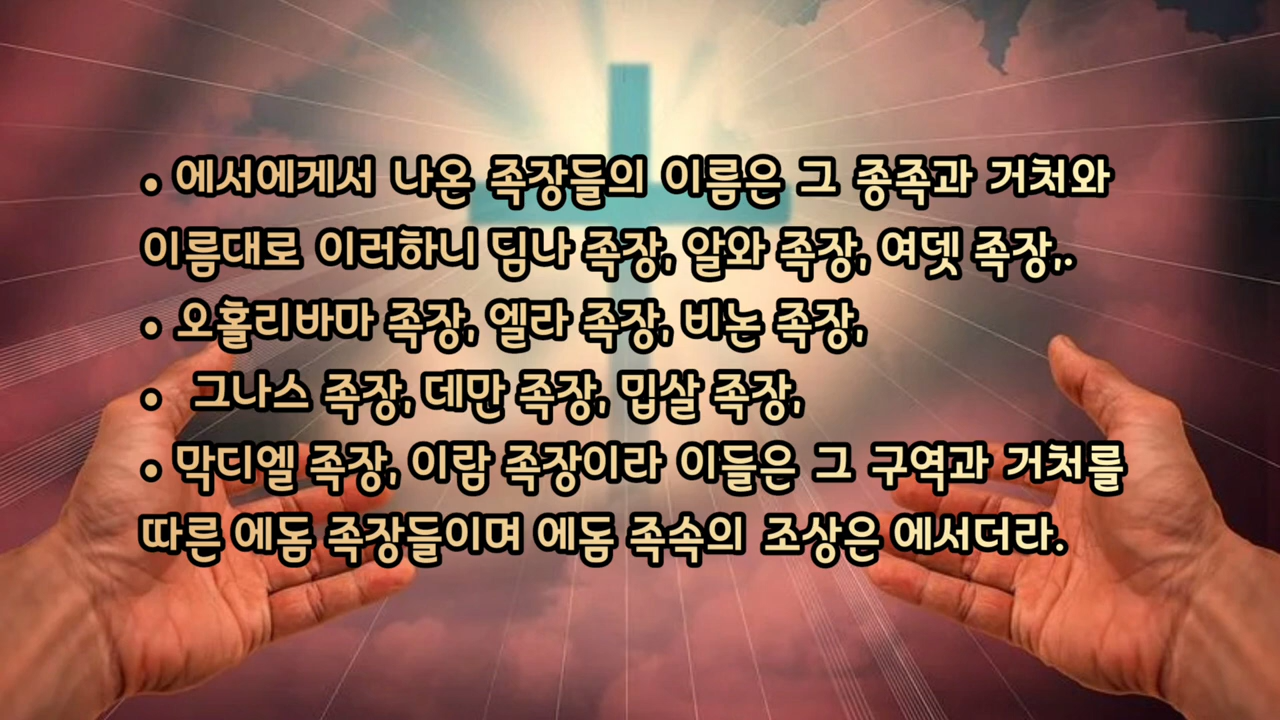 • 에서에게서 나온 족장들의 이름은 그 종족과 거처와
이름대로 이러하니 딤나 족장, 알와 족장, 여뎃 족장,.
• 오홀리바마 족장, 엘라 족장, 비논 족장,
• 그나스 족장, 데만 족장, 밉살 족장,
• 막디엘 족장, 이람 족장이라 이들은 그 구역과 거처를
따른 에돔 족장들이며 에돔 족속의 조상은 에서더라.